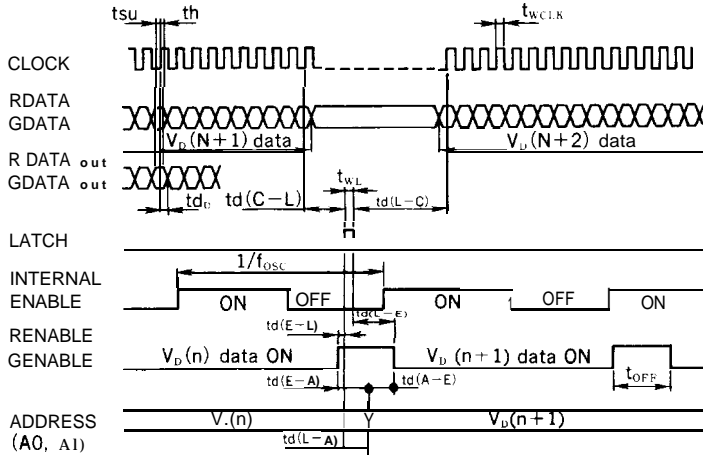 tsu th tWCLK
CLOCK
RDATA
GDATA
VD(N+1) data VD(N+2) data
R DATA out
GDATA out
tWL
tdD td(C−L) td(L−C)
LATCH
1/fOSC
INTERNAL
ENABLE ON OFF ON OFF ON
td(L−E)
RENABLE td(E−L)
GENABLE VD(n) data ON VD(n+1) data ON
tOFF
td(E−A) td(A−E)
ADDRESS V.(n) Y VD(n+1)
(A0, A1)
td(L−A)